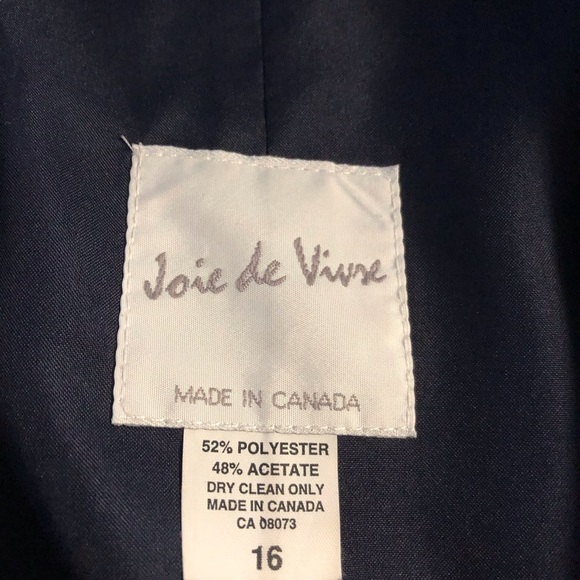 Joie de Vivre
MADE IN CANADA
52% POLYESTER
48% ACETATE
DRY CLEAN ONLY
MADE IN CANADA
CA 08073
16